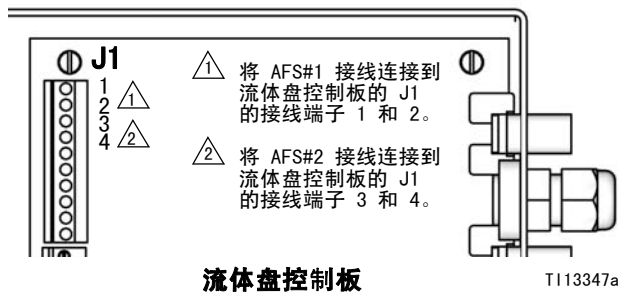 J1
1
2
3
4
1
2
1 将 AFS#1 接线连接到
流体盘控制板的 J1
的接线端子 1 和 2。
2 将 AFS#2 接线连接到
流体盘控制板的 J1
的接线端子 3 和 4。
流体盘控制板
TI13347a